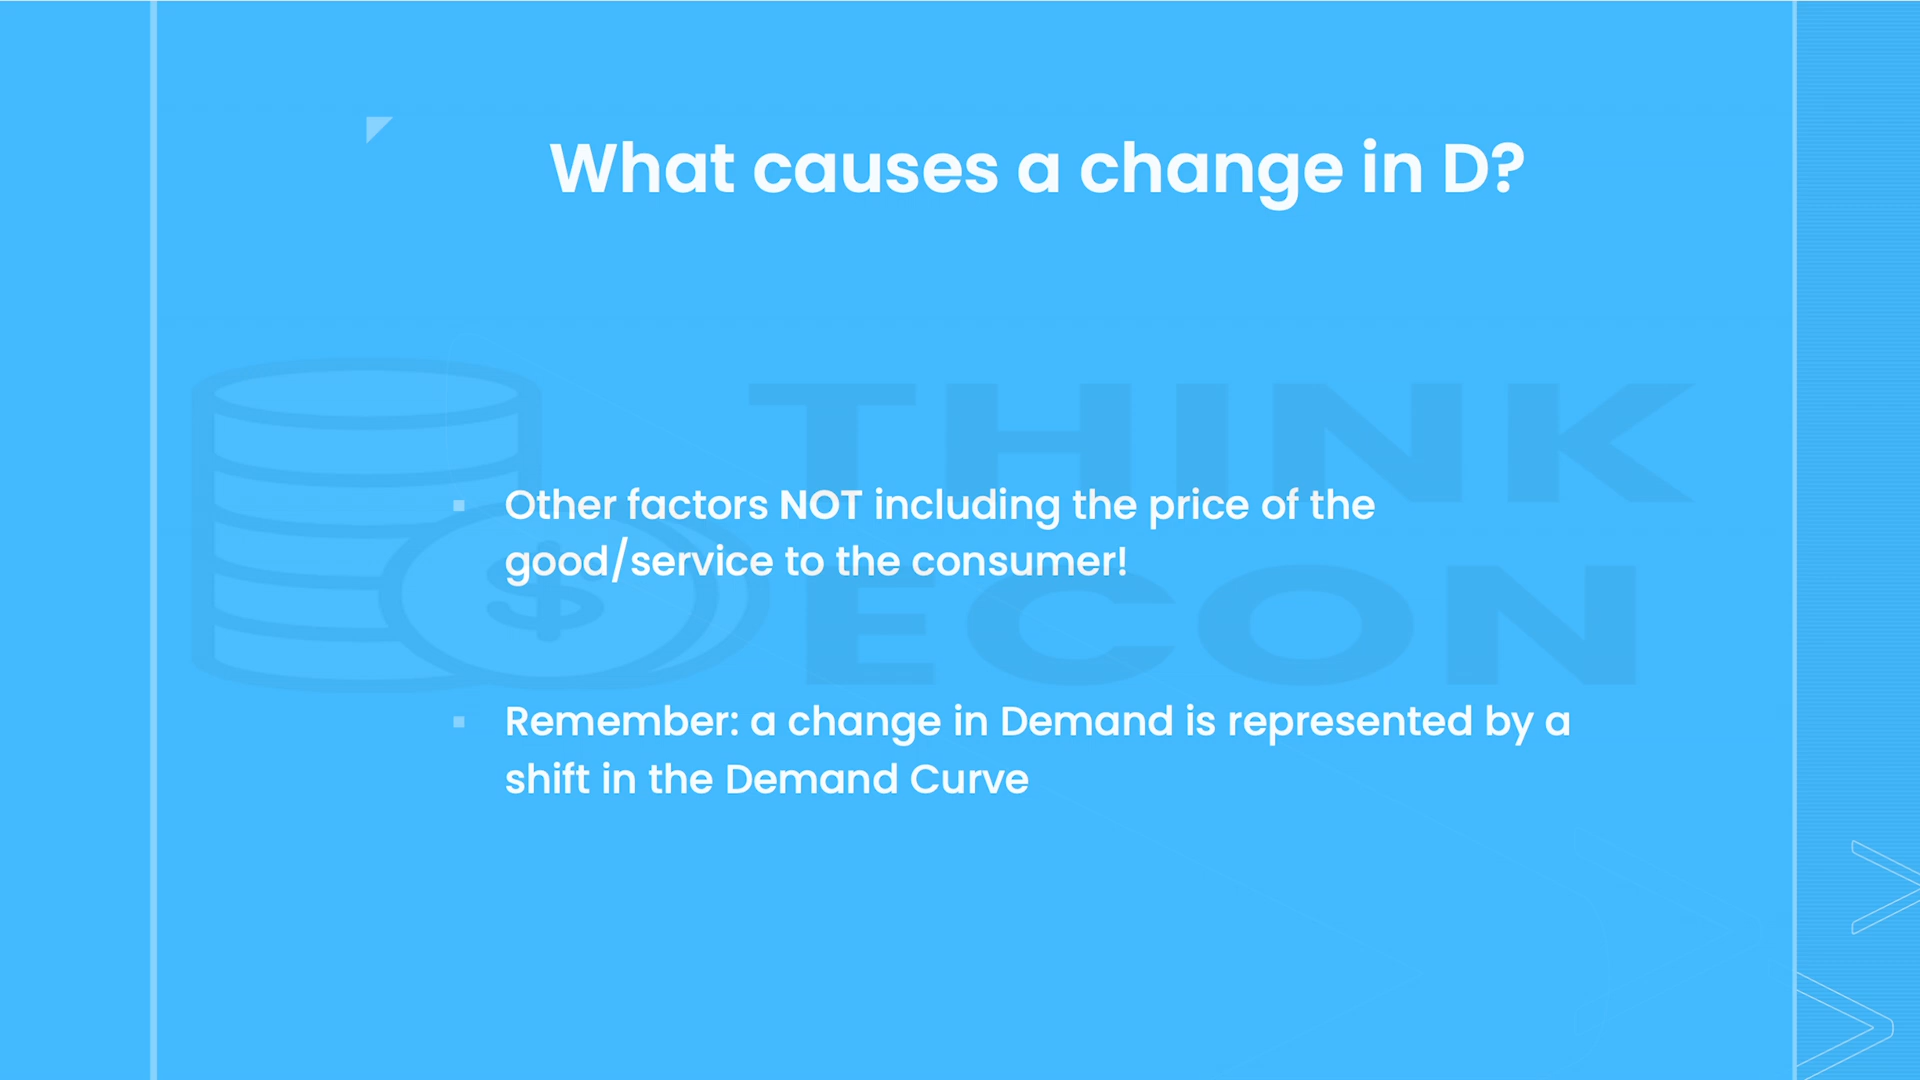 What causes a change in D?
THINK
ECON
Other factors NOT including the price of the
good/service to the consumer!
Remember: a change in Demand is represented by a
shift in the Demand Curve